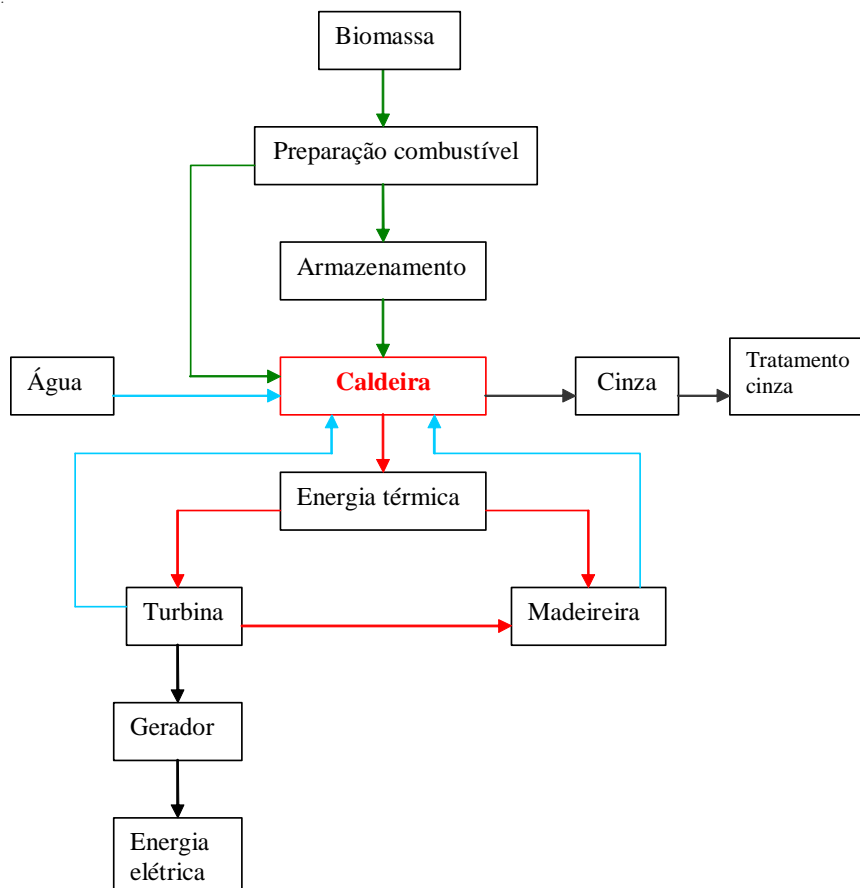 Biomassa
Preparação combustível
Armazenamento
Água
Caldeira
Cinza
Tratamento
cinza
Energia térmica
Turbina
Madeireira
Gerador
Energia
elétrica